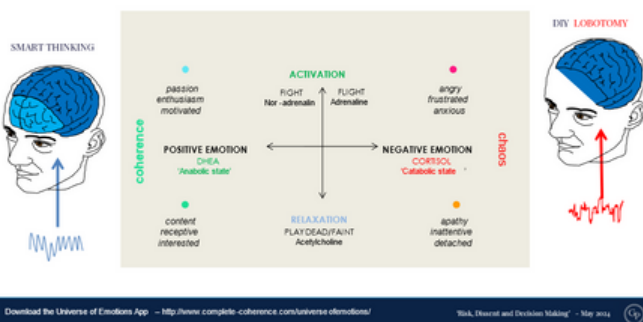 SMART THINKING
DIY LOBOTOMY
ACTIVATION
FIGHT
Nor-adrenalin
FLIGHT
Adrenaline
passion
enthusiasm
motivated
angry
frustrated
anxious
coherence
POSITIVE EMOTION
DHEA
'Anabolic state'
NEGATIVE EMOTION
CORTISOL
'Catabolic state '
chaos
content
receptive
interested
RELAXATION
PLAY DEAD/FAINT
Acetylcholine
apathy
inattentive
detached
Download the Universe of Emotions App – http://www.complete-coherence.com/universe ofemotions/
'Risk, Dissent and Decision Making' - May 2014